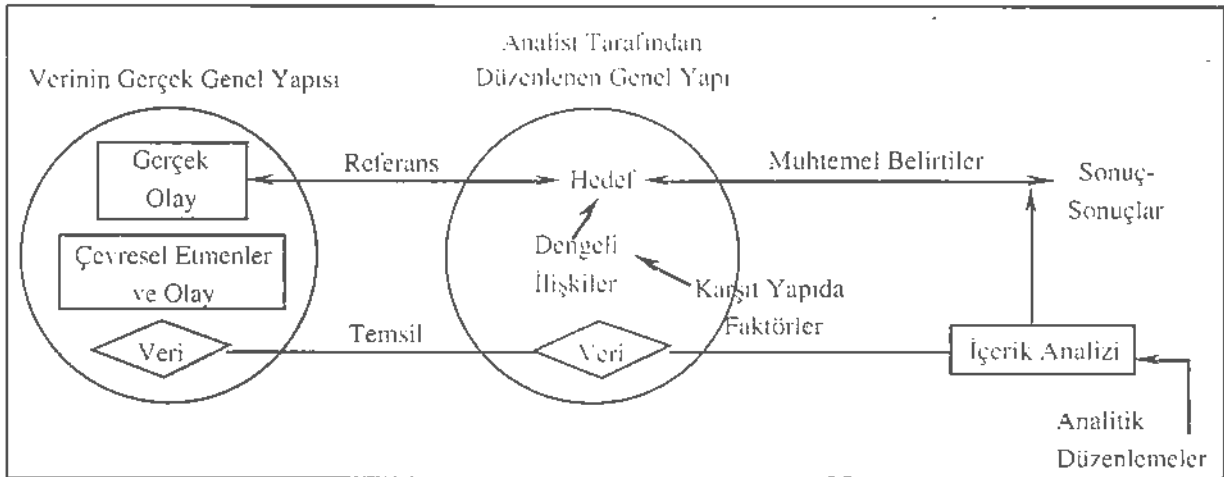 Verinin Gerçek Genel Yapısı
Analist Tarafından
Düzenlenen Genel Yapı
Gerçek
Olay
Referans
Hedef
Muhtemel Belirtiler
Sonuç-
Sonuçlar
Çevresel Etmenler
ve Olay
Dengeli
İlişkiler
Karşıt Yapıda
Faktörler
Veri
Temsil
Veri
İçerik Analizi
Analitik
Düzenlemeler